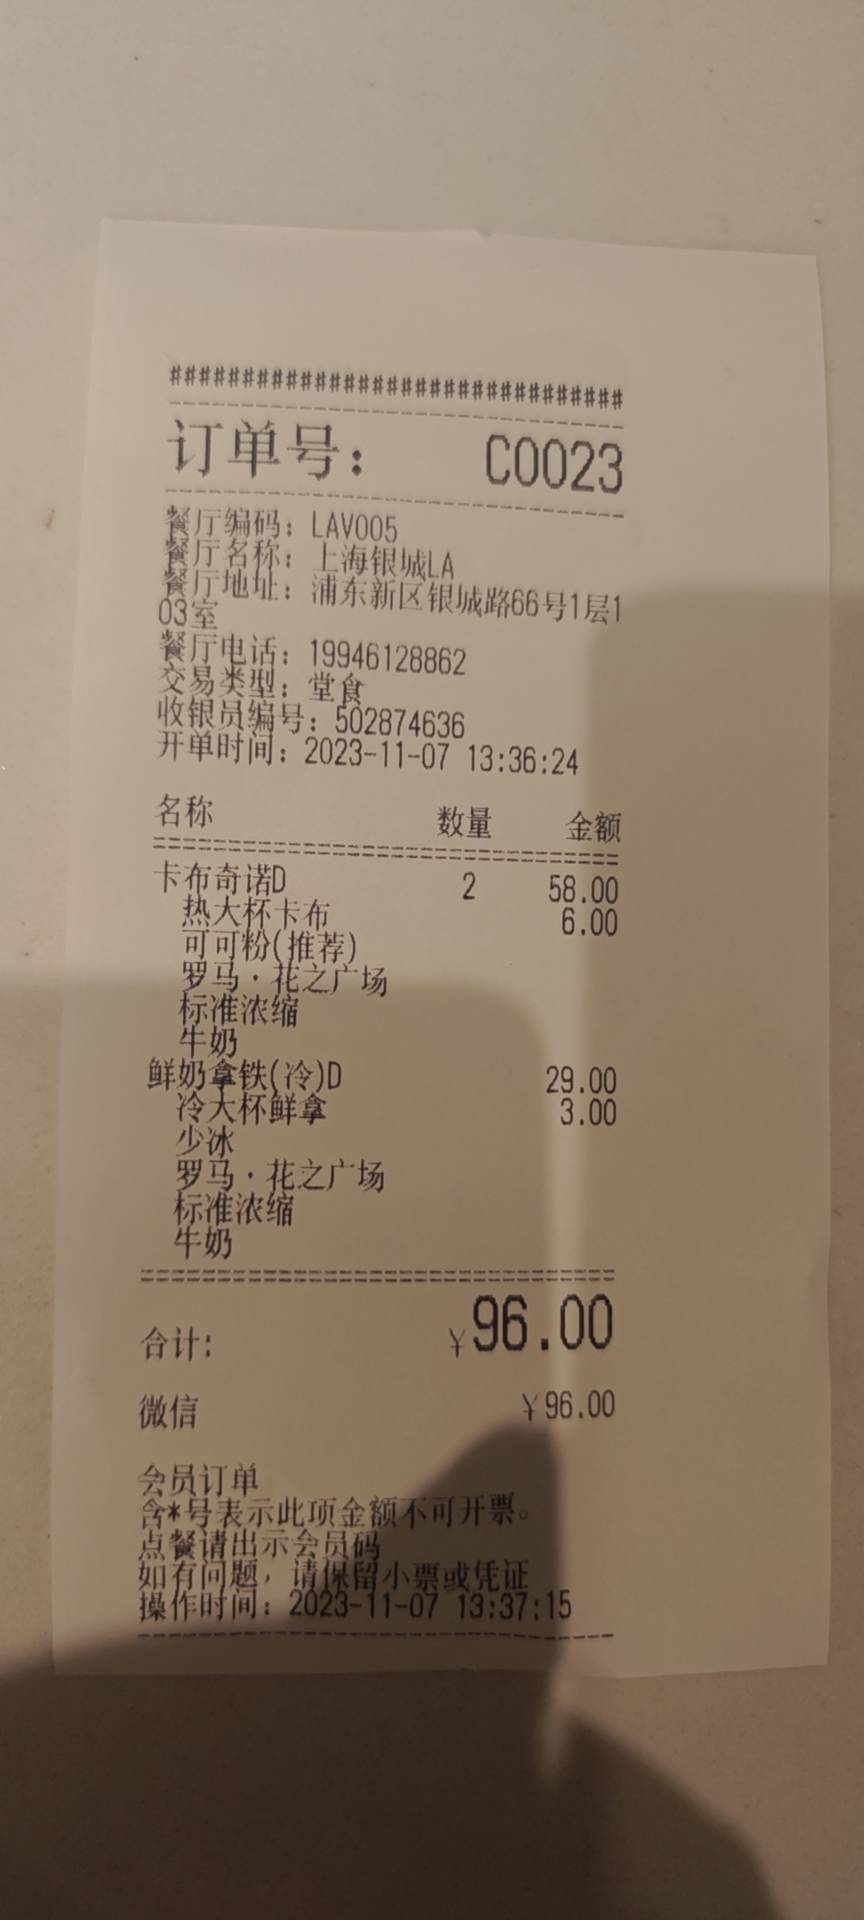 ###############################
订单号： C0023
餐厅编码：LAV005
餐厅名称：上海银城LA
餐厅地址：浦东新区银城路66号1层1
03室
餐厅电话：19946128862
交易类型：堂食
收银员编号：502874636
开单时间：2023-11-07 13:36:24
名称 数量 金额
卡布奇诺D 2 58.00
热大杯卡布 6.00
可可粉(推荐)
罗马·花之广场
标准浓缩
牛奶
鲜奶拿铁(冷)D 29.00
冷大杯鲜拿 3.00
少冰
罗马·花之广场
标准浓缩
牛奶
合计: ¥96.00
微信 ¥96.00
会员订单
含*号表示此项金额不可开票。
点餐请出示会员码
如有问题，请保留小票或凭证
操作时间：2023-11-07 13:37:15